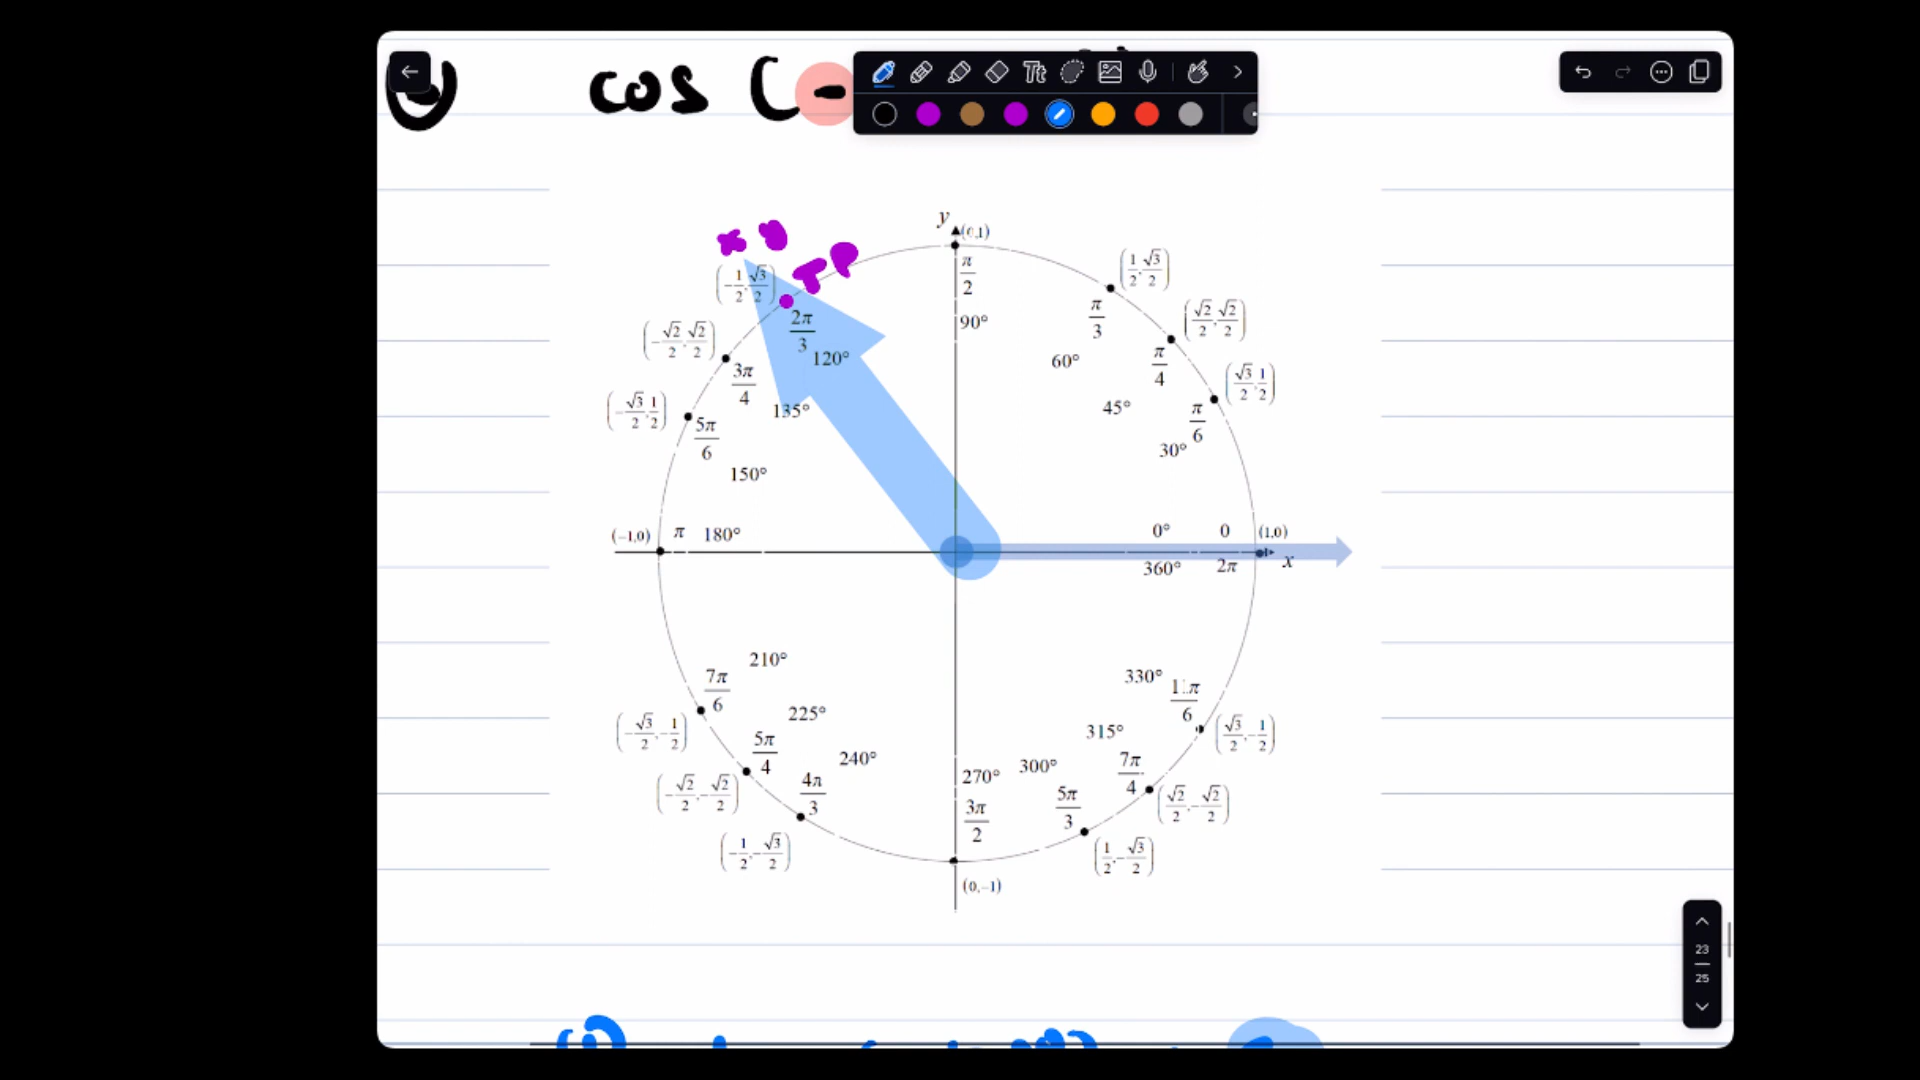 cos (-
Tt
y
(0,1)
x y
TP
(-1/2, √3/2)
2π/3
120°
(-√2/2, √2/2)
3π/4
135°
(-√3/2, 1/2)
5π/6
150°
π/2
90°
(1/2, √3/2)
π/3
60°
(√2/2, √2/2)
π/4
45°
(√3/2, 1/2)
π/6
30°
(-1,0)
π 180°
0° 0 (1,0)
360° 2π x
210°
7π/6
(-√3/2, -1/2)
225°
5π/4
(-√2/2, -√2/2)
240°
4π/3
(-1/2, -√3/2)
270°
3π/2
(0,-1)
300°
5π/3
(1/2, -√3/2)
315°
7π/4
(√2/2, -√2/2)
330°
11π/6
(√3/2, -1/2)
23
25